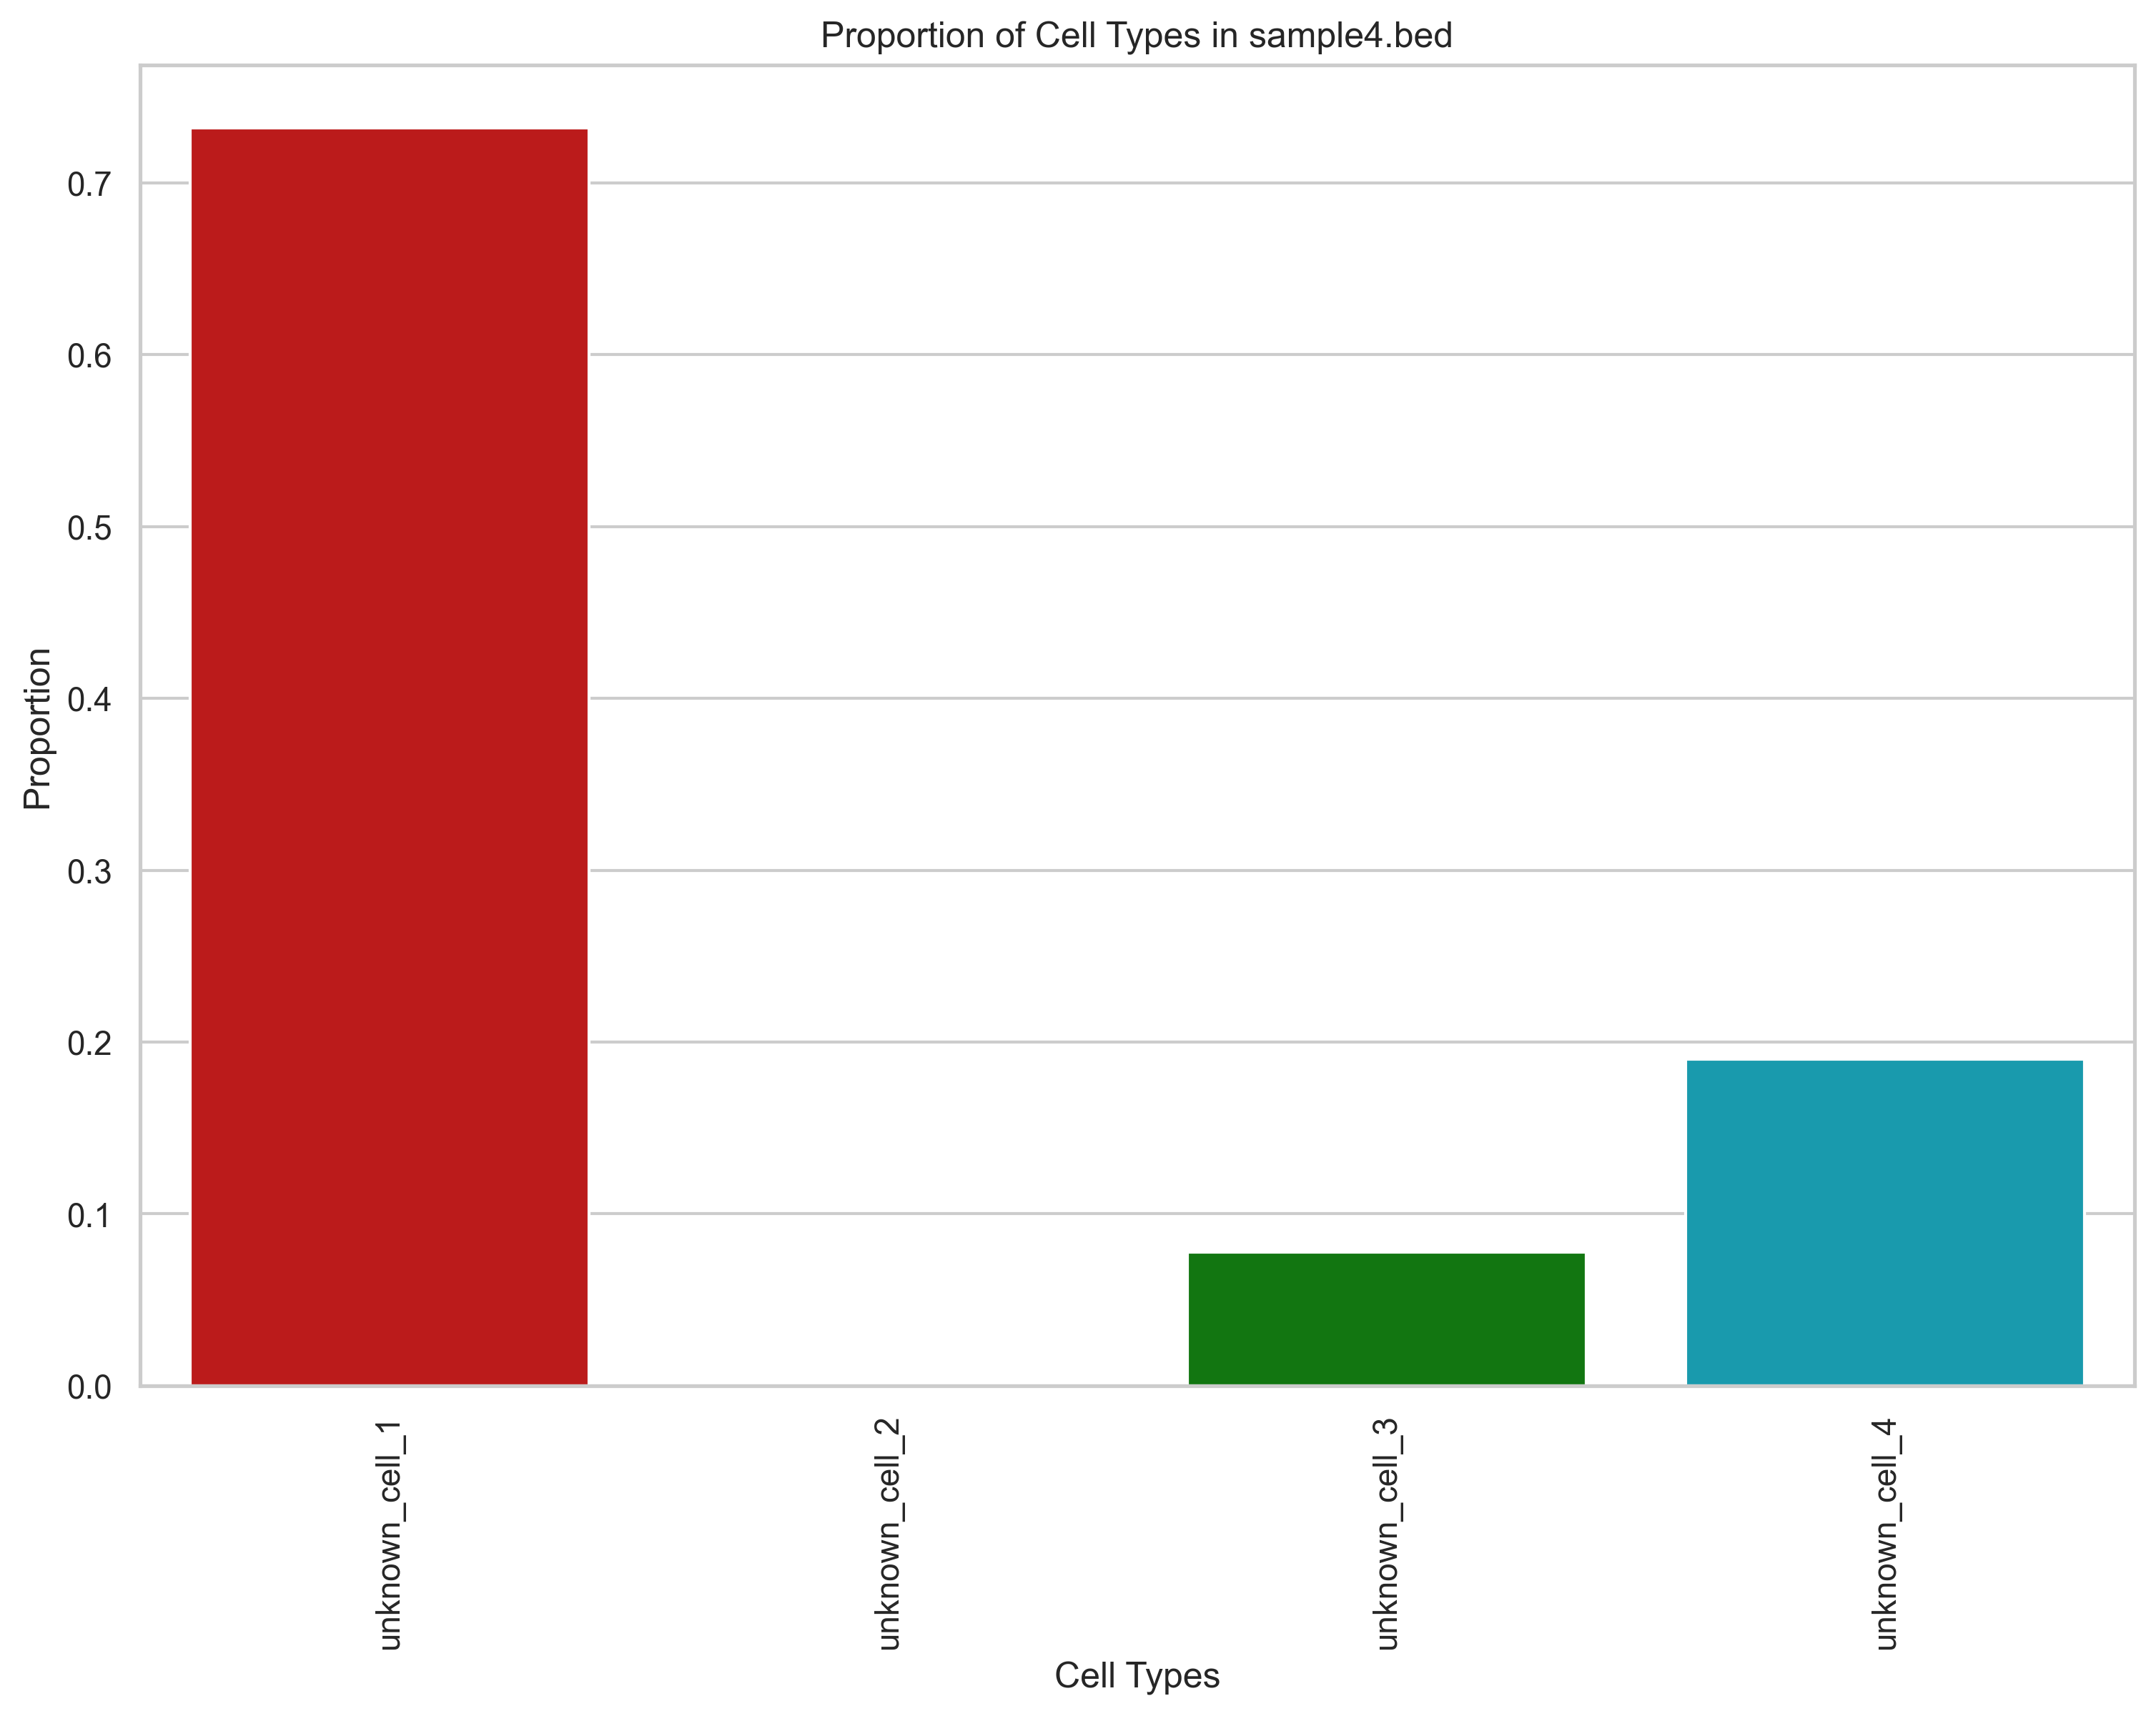 Proportion of Cell Types in sample4.bed
Proportion
0.7
0.6
0.5
0.4
0.3
0.2
0.1
0.0
unknown_cell_1
unknown_cell_2
unknown_cell_3
unknown_cell_4
Cell Types